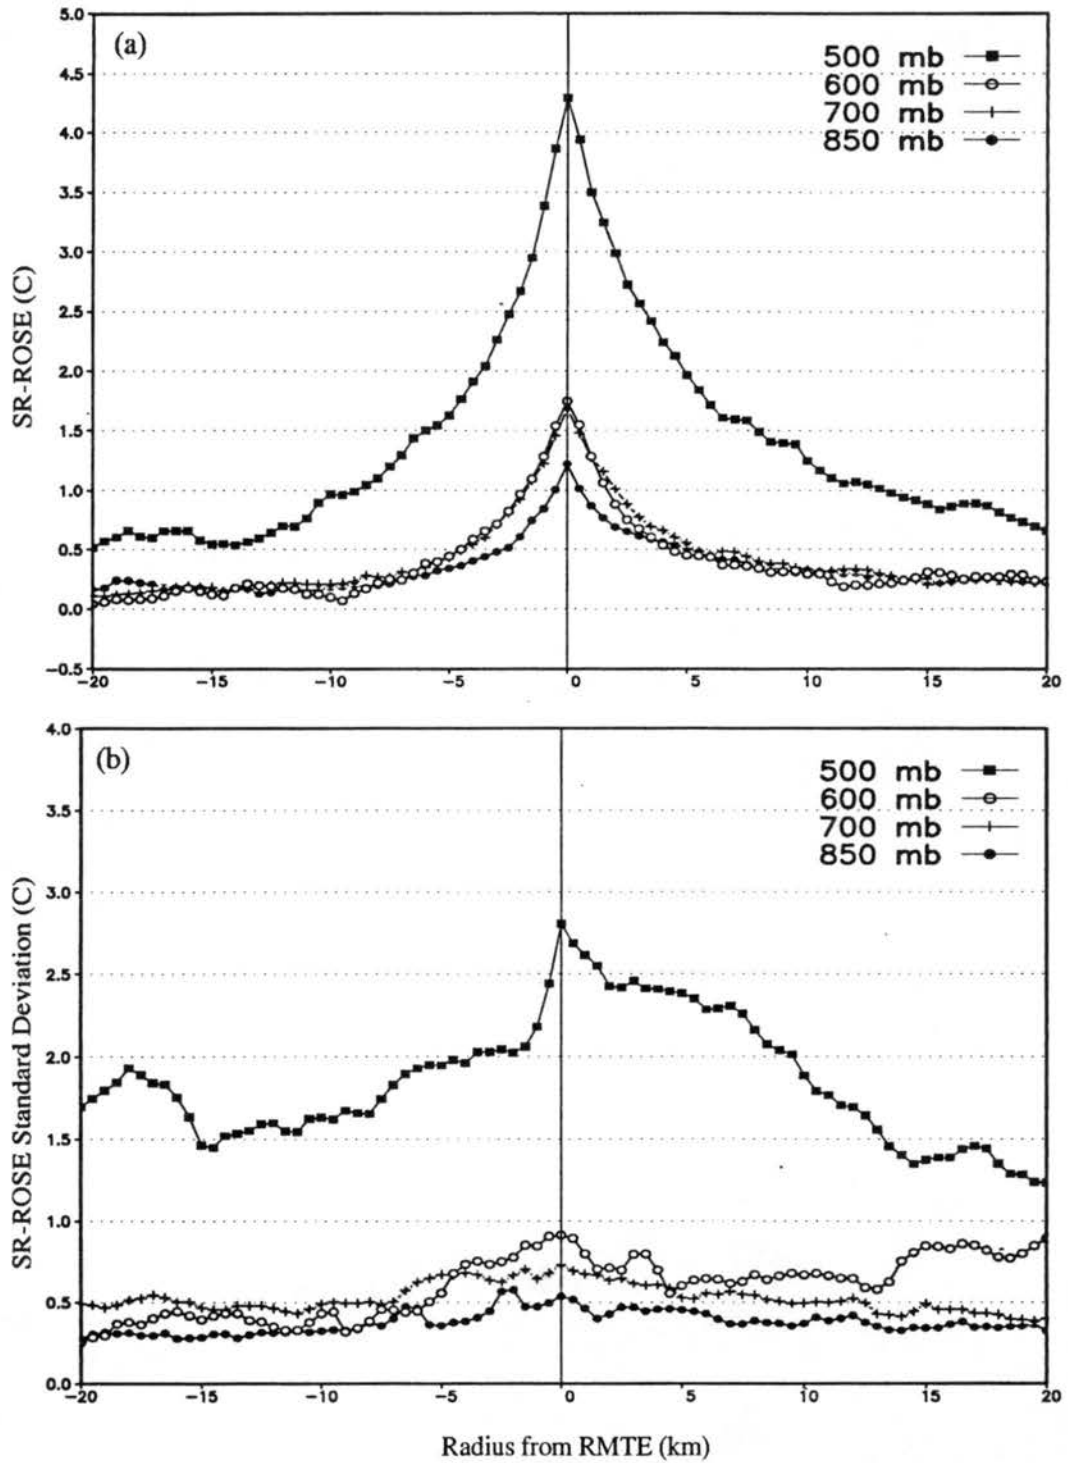 (a)
500 mb
600 mb
700 mb
850 mb
5.0
4.5
4.0
3.5
3.0
2.5
2.0
1.5
1.0
0.5
0.0
-0.5
SR-ROSE (C)
-20 -15 -10 -5 0 5 10 15 20
(b)
500 mb
600 mb
700 mb
850 mb
4.0
3.5
3.0
2.5
2.0
1.5
1.0
0.5
0.0
SR-ROSE Standard Deviation (C)
-20 -15 -10 -5 0 5 10 15 20
Radius from RMTE (km)